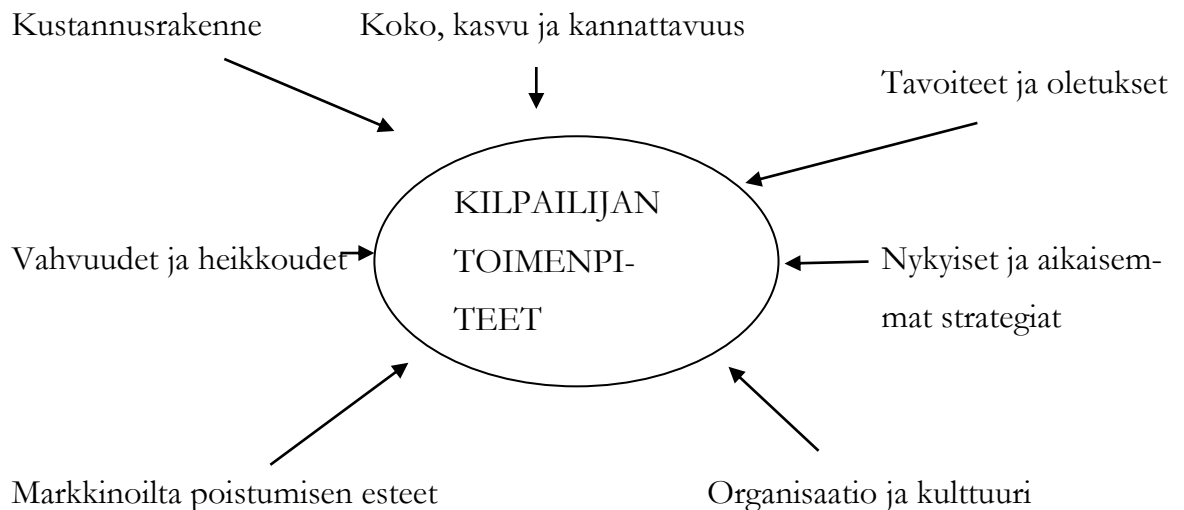 Kustannusrakenne
Koko, kasvu ja kannattavuus
Tavoiteet ja oletukset
KILPAILIJAN
TOIMENPI-
TEET
Vahvuudet ja heikkoudet
Nykyiset ja aikaisem-
mat strategiat
Markkinoilta poistumisen esteet
Organisaatio ja kulttuuri